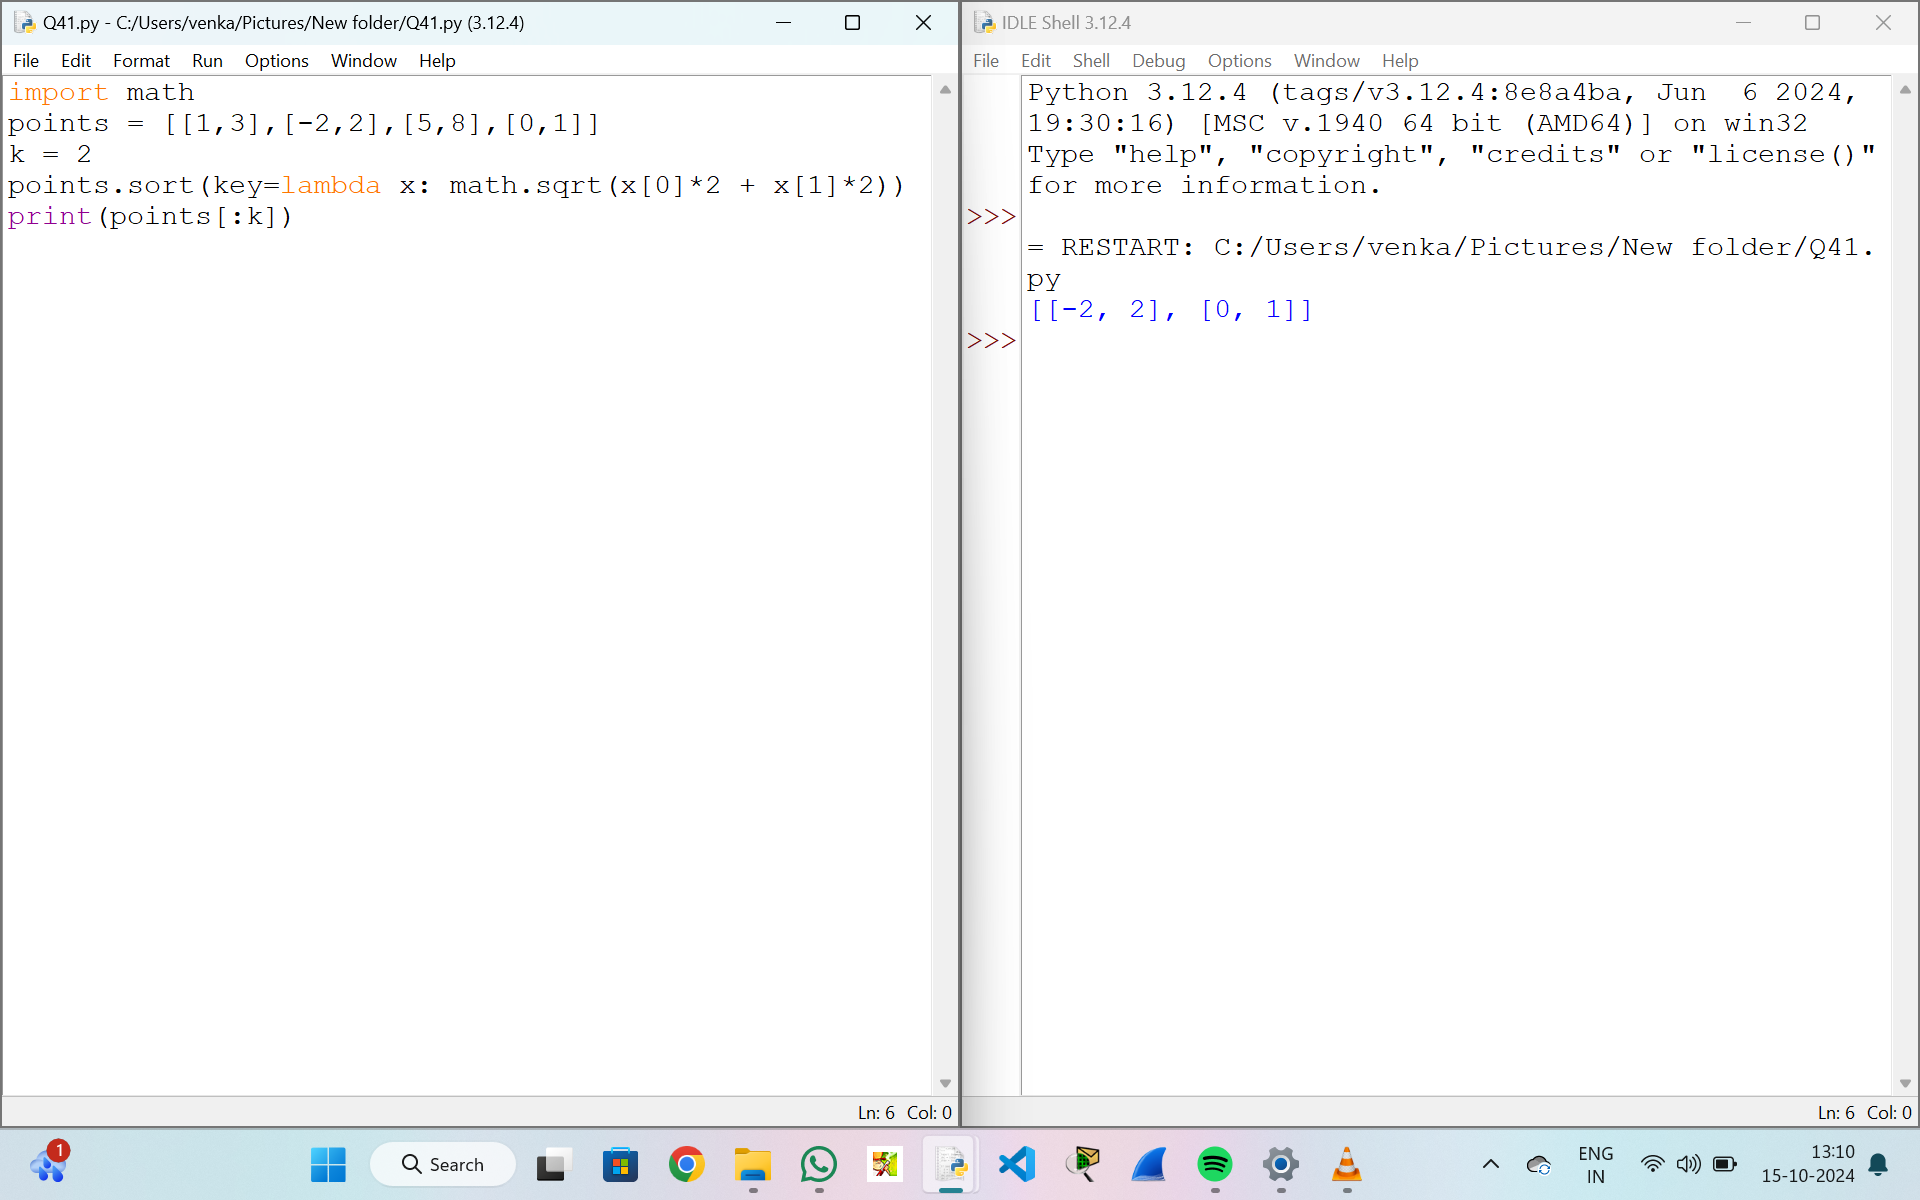 Q41.py - C:/Users/venka/Pictures/New folder/Q41.py (3.12.4)
File Edit Format Run Options Window Help
import math
points = [[1,3],[-2,2],[5,8],[0,1]]
k = 2
points.sort(key=lambda x: math.sqrt(x[0]*2 + x[1]*2))
print(points[:k])
Ln: 6 Col: 0
IDLE Shell 3.12.4
File Edit Shell Debug Options Window Help
Python 3.12.4 (tags/v3.12.4:8e8a4ba, Jun  6 2024,
19:30:16) [MSC v.1940 64 bit (AMD64)] on win32
Type "help", "copyright", "credits" or "license()"
for more information.
>>>
= RESTART: C:/Users/venka/Pictures/New folder/Q41.
py
[[-2, 2], [0, 1]]
>>>
Ln: 6 Col: 0
1
Search
ENG
IN
13:10
15-10-2024